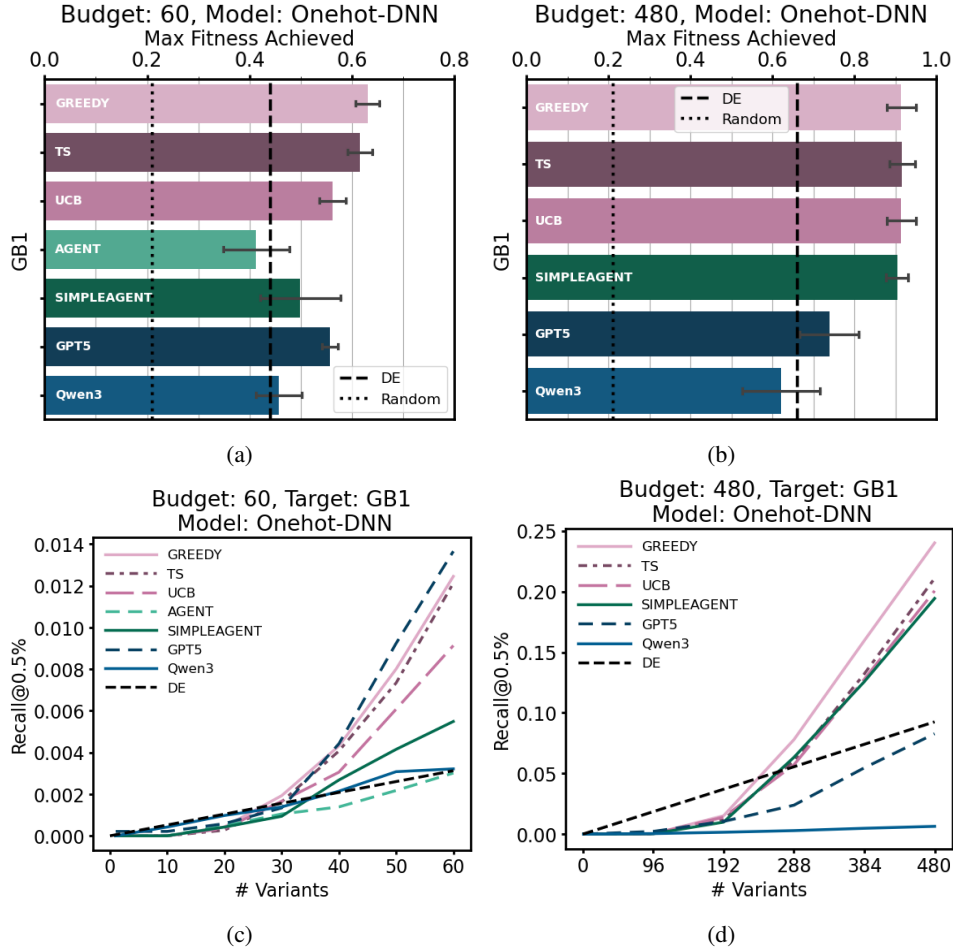 Budget: 60, Model: Onehot-DNN
Max Fitness Achieved
0.0 0.2 0.4 0.6 0.8
GB1
GREEDY
TS
UCB
AGENT
SIMPLEAGENT
GPT5
Qwen3
DE
Random
(a)
Budget: 480, Model: Onehot-DNN
Max Fitness Achieved
0.0 0.2 0.4 0.6 0.8 1.0
GB1
GREEDY
DE
Random
TS
UCB
SIMPLEAGENT
GPT5
Qwen3
(b)
Budget: 60, Target: GB1
Model: Onehot-DNN
Recall@0.5%
0.014
0.012
0.010
0.008
0.006
0.004
0.002
0.000
GREEDY
TS
UCB
AGENT
SIMPLEAGENT
GPT5
Qwen3
DE
0 10 20 30 40 50 60
# Variants
(c)
Budget: 480, Target: GB1
Model: Onehot-DNN
Recall@0.5%
0.25
0.20
0.15
0.10
0.05
0.00
GREEDY
TS
UCB
SIMPLEAGENT
GPT5
Qwen3
DE
0 96 192 288 384 480
# Variants
(d)